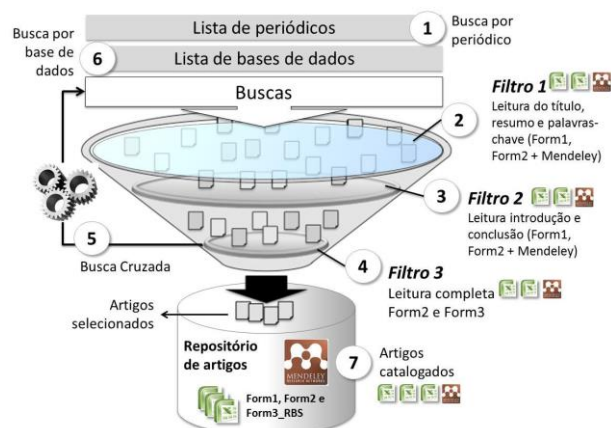 Lista de periódicos
1
Busca por
periódico
Busca por
base de
dados
6
Lista de bases de dados
Buscas
2
Filtro 1
Leitura do título,
resumo e palavras-
chave (Form1,
Form2 + Mendeley)
3
Filtro 2
Leitura introdução e
conclusão (Form1,
Form2 + Mendeley)
5
Busca Cruzada
4
Filtro 3
Leitura completa
Form2 e Form3
Artigos
selecionados
Repositório
de artigos
MENDELEY
7
Artigos
catalogados
Form1, Form2 e
Form3_RBS